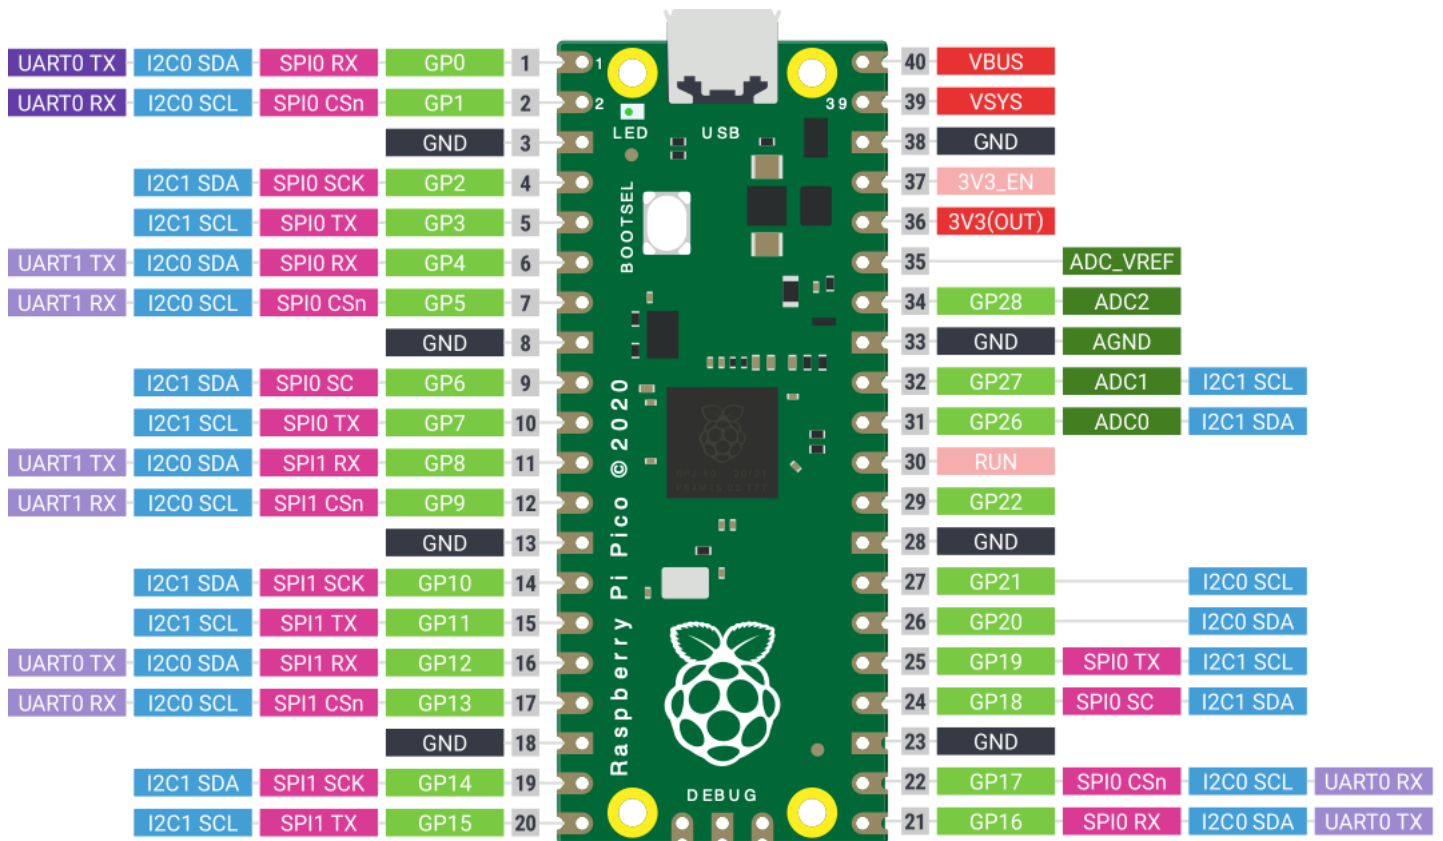 UART0 TX I2C0 SDA SPI0 RX GP0 1 1 40 VBUS
UART0 RX I2C0 SCL SPI0 CSn GP1 2 2 39 39 VSYS
GND 3 LED USB 38 GND
I2C1 SDA SPI0 SCK GP2 4 37 3V3_EN
I2C1 SCL SPI0 TX GP3 5 BOOTSEL 36 3V3(OUT)
UART1 TX I2C0 SDA SPI0 RX GP4 6 35 ADC_VREF
UART1 RX I2C0 SCL SPI0 CSn GP5 7 34 GP28 ADC2
GND 8 33 GND AGND
I2C1 SDA SPI0 SC GP6 9 32 GP27 ADC1 I2C1 SCL
I2C1 SCL SPI0 TX GP7 10 31 GP26 ADC0 I2C1 SDA
UART1 TX I2C0 SDA SPI1 RX GP8 11 30 RUN
UART1 RX I2C0 SCL SPI1 CSn GP9 12 29 GP22
GND 13 28 GND
I2C1 SDA SPI1 SCK GP10 14 Raspberry Pi Pico © 2020 27 GP21 I2C0 SCL
I2C1 SCL SPI1 TX GP11 15 26 GP20 I2C0 SDA
UART0 TX I2C0 SDA SPI1 RX GP12 16 25 GP19 SPI0 TX I2C1 SCL
UART0 RX I2C0 SCL SPI1 CSn GP13 17 24 GP18 SPI0 SC I2C1 SDA
GND 18 23 GND
I2C1 SDA SPI1 SCK GP14 19 DEBUG 22 GP17 SPI0 CSn I2C0 SCL UART0 RX
I2C1 SCL SPI1 TX GP15 20 21 GP16 SPI0 RX I2C0 SDA UART0 TX